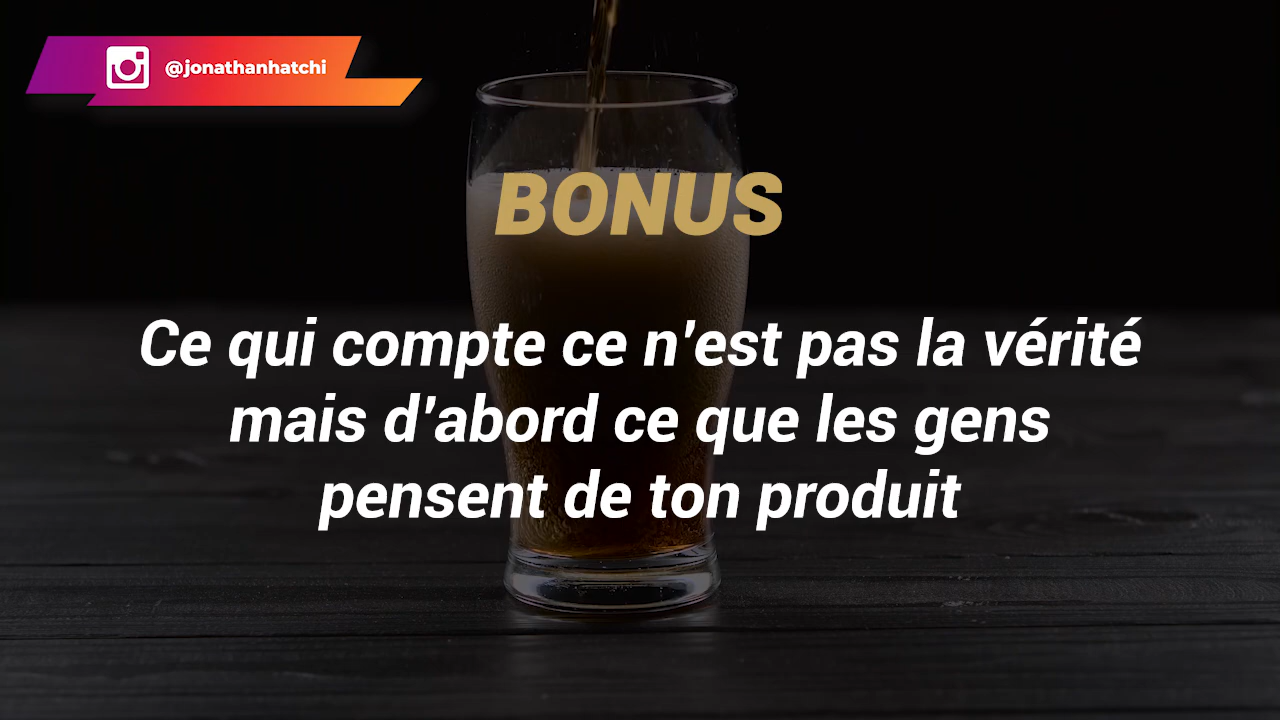 @jonathanhatchi
BONUS
Ce qui compte ce n'est pas la vérité
mais d'abord ce que les gens
pensent de ton produit